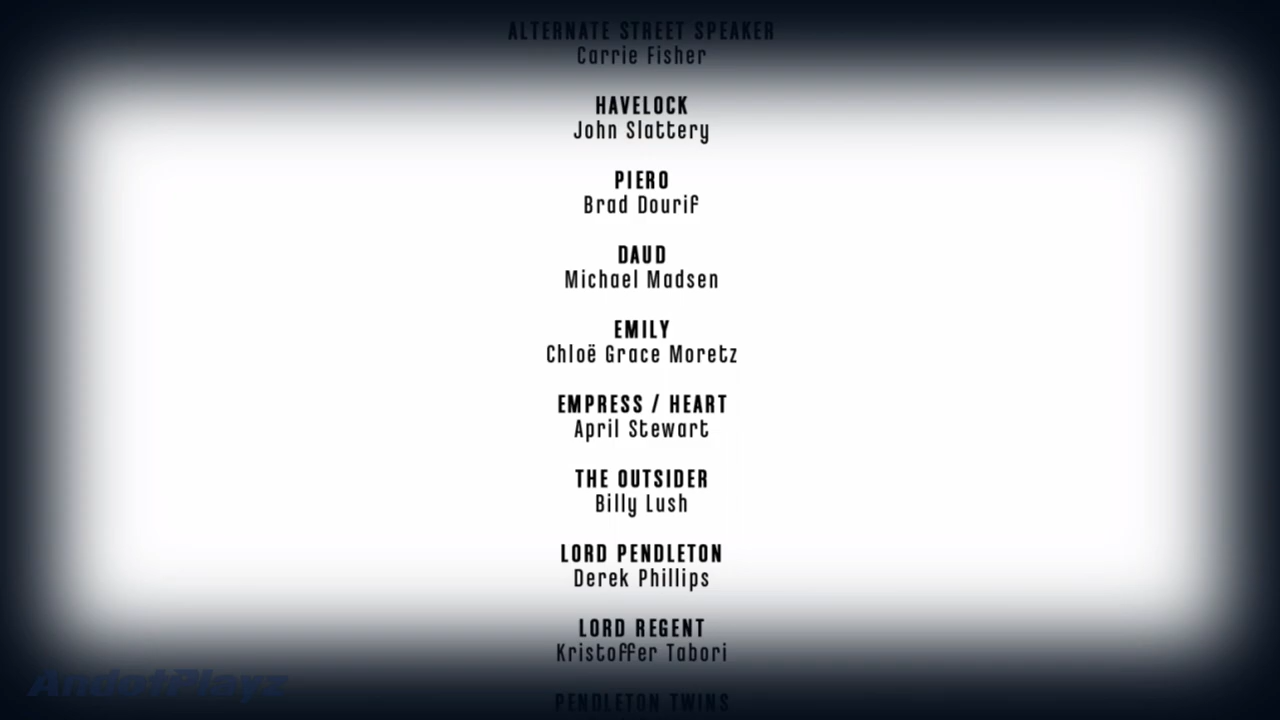 ALTERNATE STREET SPEAKER
Carrie Fisher
HAVELOCK
John Slattery
PIERO
Brad Dourif
DAUD
Michael Madsen
EMILY
Chloë Grace Moretz
EMPRESS / HEART
April Stewart
THE OUTSIDER
Billy Lush
LORD PENDLETON
Derek Phillips
LORD REGENT
Kristoffer Tabori
AndotPlayz
PENDLETON TWINS